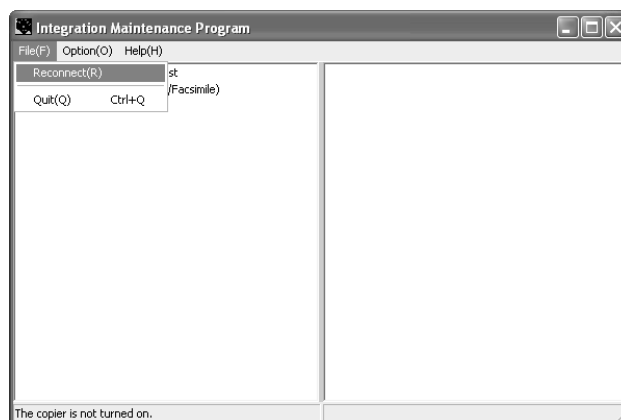 Integration Maintenance Program
File(F) Option(O) Help(H)
Reconnect(R)
st
/Facsimile)
Quit(Q) Ctrl+Q
The copier is not turned on.